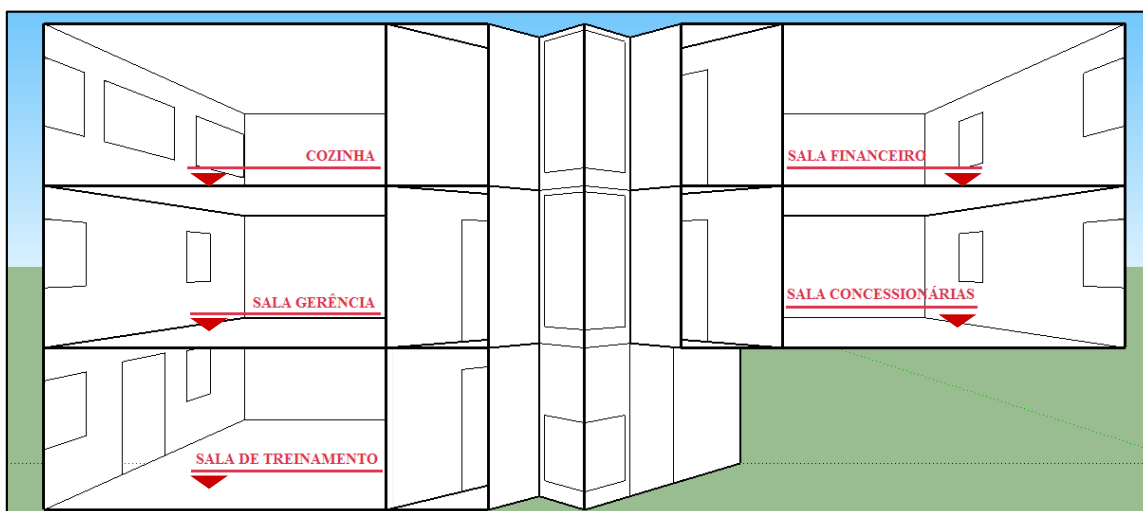 COZINHA
SALA FINANCEIRO
SALA GERÊNCIA
SALA CONCESSIONÁRIAS
SALA DE TREINAMENTO